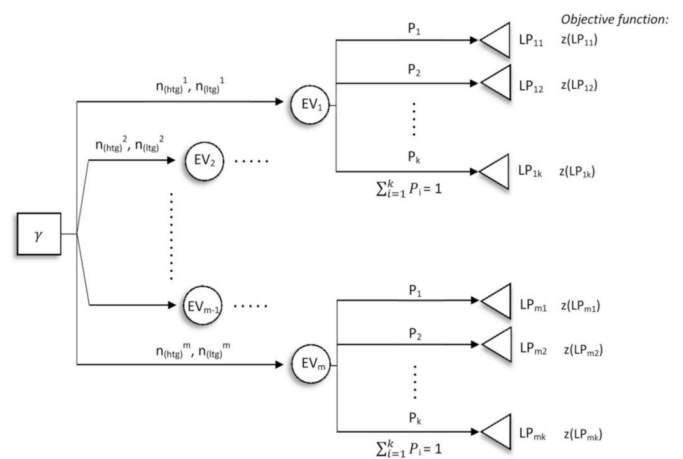 Objective function:
P₁
LP₁₁ z(LP₁₁)
n₍htg₎¹, n₍ltg₎¹
P₂
EV₁
LP₁₂ z(LP₁₂)
n₍htg₎², n₍ltg₎²
EV₂
Pₖ
LP₁ₖ z(LP₁ₖ)
∑ᵢ₌₁ᵏ Pᵢ = 1
γ
P₁
EVₘ₋₁
LPₘ₁ z(LPₘ₁)
P₂
n₍htg₎ᵐ, n₍ltg₎ᵐ
EVₘ
LPₘ₂ z(LPₘ₂)
Pₖ
LPₘₖ z(LPₘₖ)
∑ᵢ₌₁ᵏ Pᵢ = 1